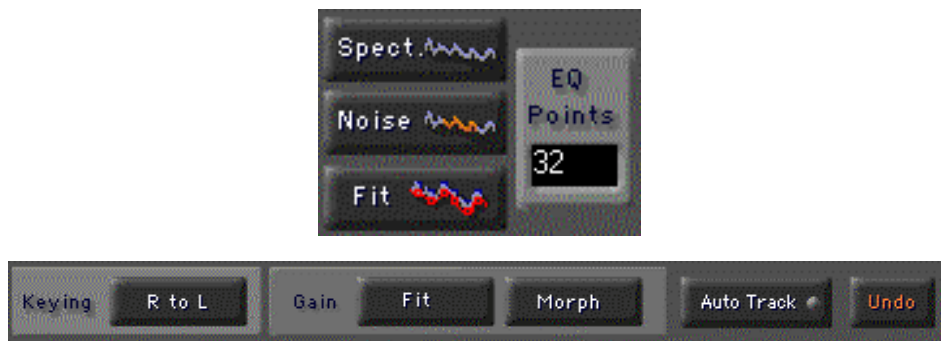 Spect.
EQ
Noise Points
32
Fit
Keying R to L Gain Fit Morph Auto Track Undo